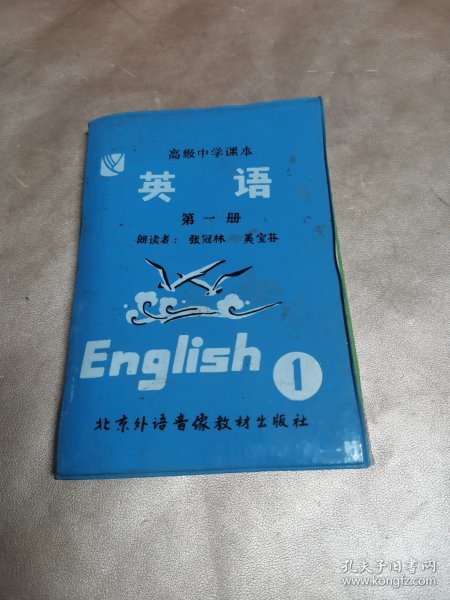 高级中学课本
英 语
第一册
朗读者：张冠林 吴宝芬
English 1
北京外语音像教材出版社
孔夫子旧书网
www.kongfz.com